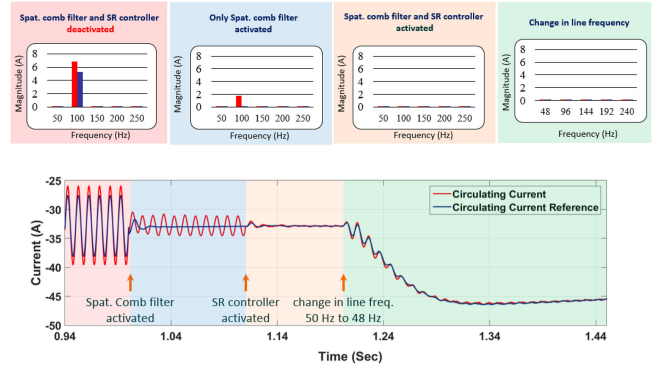 Spat. comb filter and SR controller
deactivated
Only Spat. comb filter
activated
Spat. comb filter and SR controller
activated
Change in line frequency
Magnitude (A)
8
6
4
2
0
50 100 150 200 250
Frequency (Hz)
Magnitude (A)
8
6
4
2
0
50 100 150 200 250
Frequency (Hz)
Magnitude (A)
8
6
4
2
0
50 100 150 200 250
Frequency (Hz)
Magnitude (A)
8
6
4
2
0
48 96 144 192 240
Frequency (Hz)
Current (A)
-25
-30
-35
-40
-45
-50
Circulating Current
Circulating Current Reference
Spat. Comb filter
activated
SR controller
activated
change in line freq.
50 Hz to 48 Hz
0.94 1.04 1.14 1.24 1.34 1.44
Time (Sec)